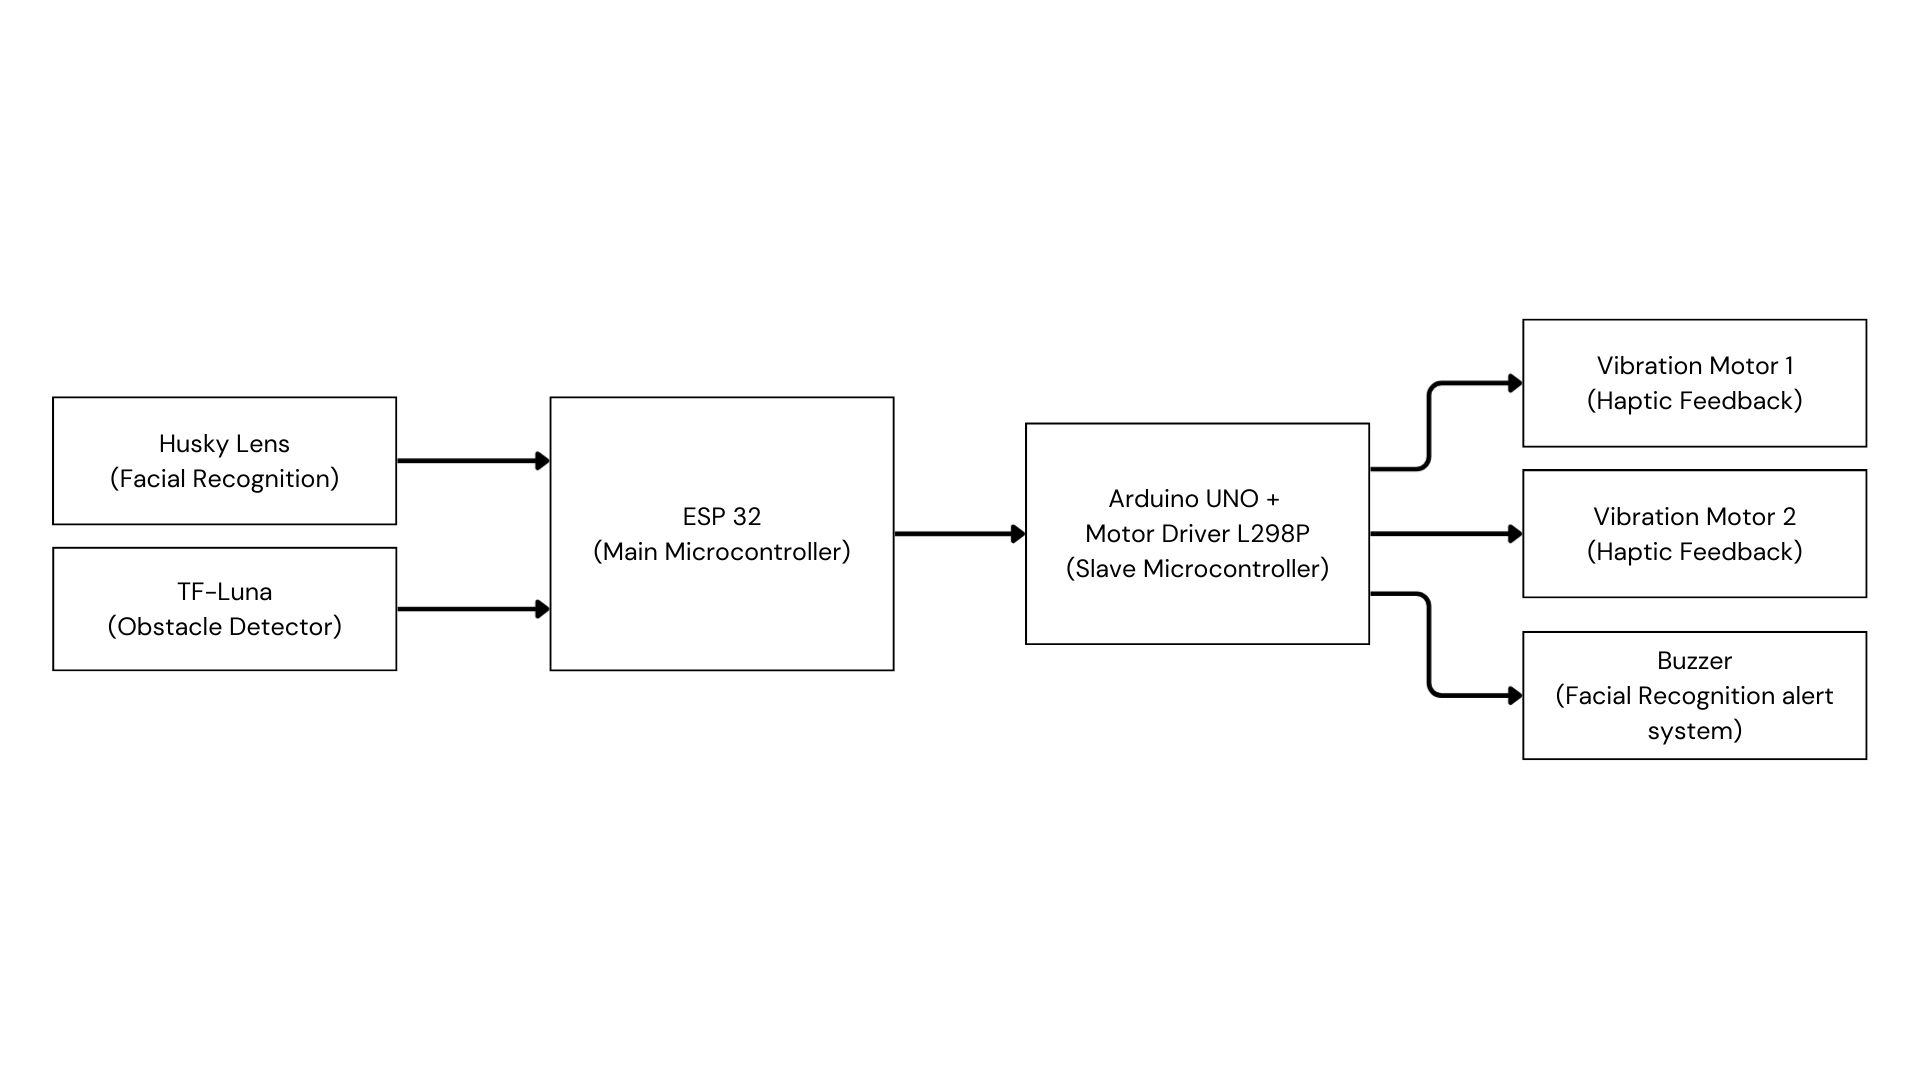 Husky Lens
(Facial Recognition)
TF-Luna
(Obstacle Detector)
ESP 32
(Main Microcontroller)
Arduino UNO +
Motor Driver L298P
(Slave Microcontroller)
Vibration Motor 1
(Haptic Feedback)
Vibration Motor 2
(Haptic Feedback)
Buzzer
(Facial Recognition alert
system)